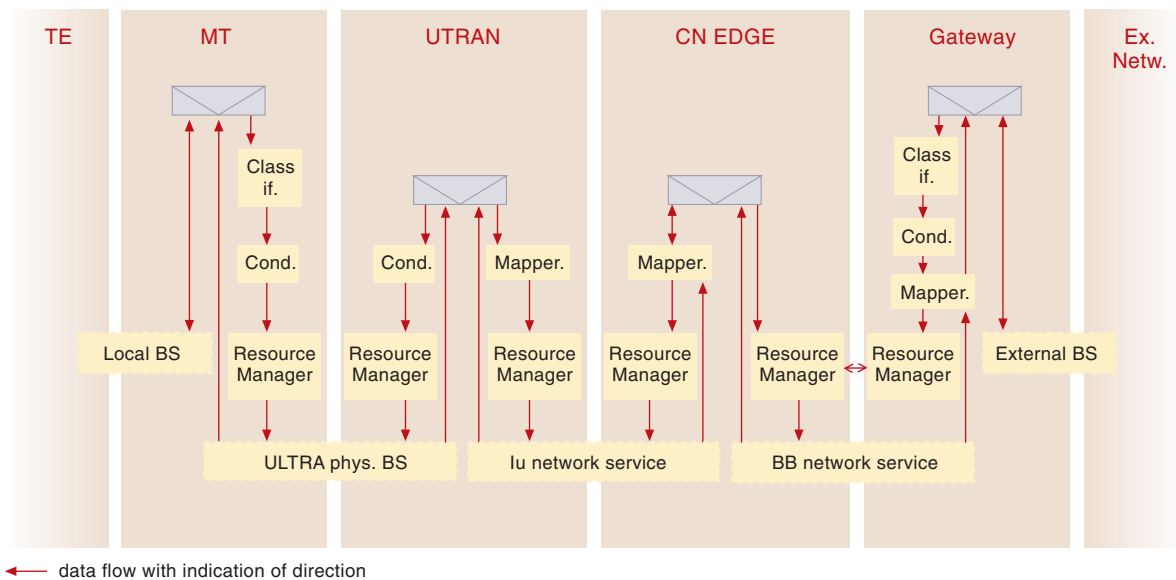 TE
MT
UTRAN
CN EDGE
Gateway
Ex.
Netw.
Class
if.
Class
if.
Cond.
Cond.
Mapper.
Mapper.
Cond.
Mapper.
Local BS
Resource
Manager
Resource
Manager
Resource
Manager
Resource
Manager
Resource
Manager
Resource
Manager
External BS
ULTRA phys. BS
Iu network service
BB network service
data flow with indication of direction